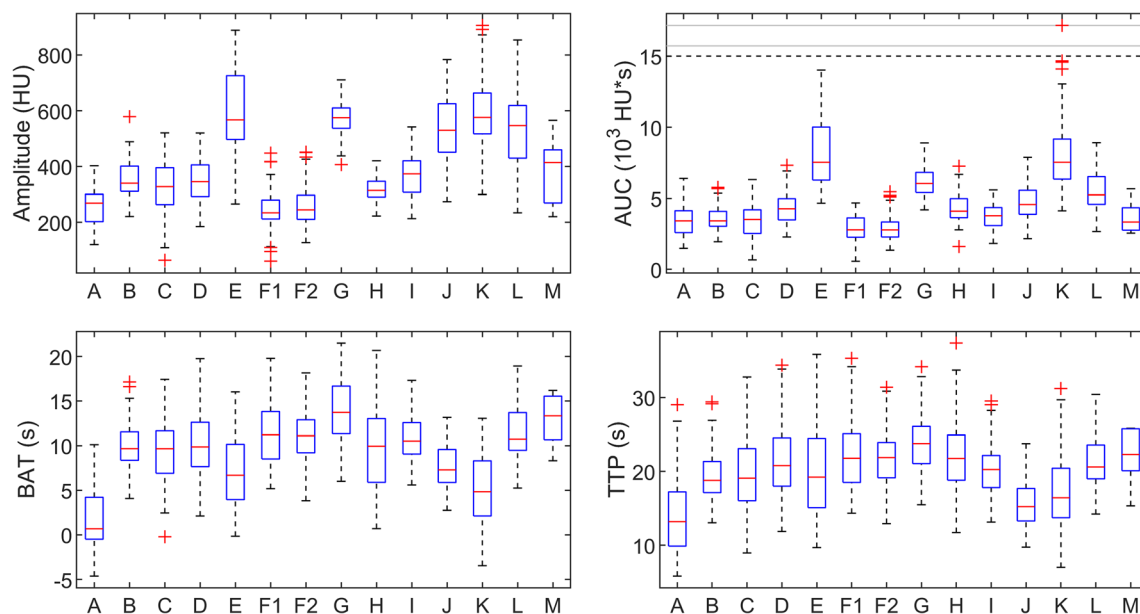 Amplitude (HU)
800
600
400
200
A B C D E F1 F2 G H I J K L M
AUC (10³ HU*s)
15
10
5
0
A B C D E F1 F2 G H I J K L M
BAT (s)
20
15
10
5
0
-5
A B C D E F1 F2 G H I J K L M
TTP (s)
30
20
10
A B C D E F1 F2 G H I J K L M